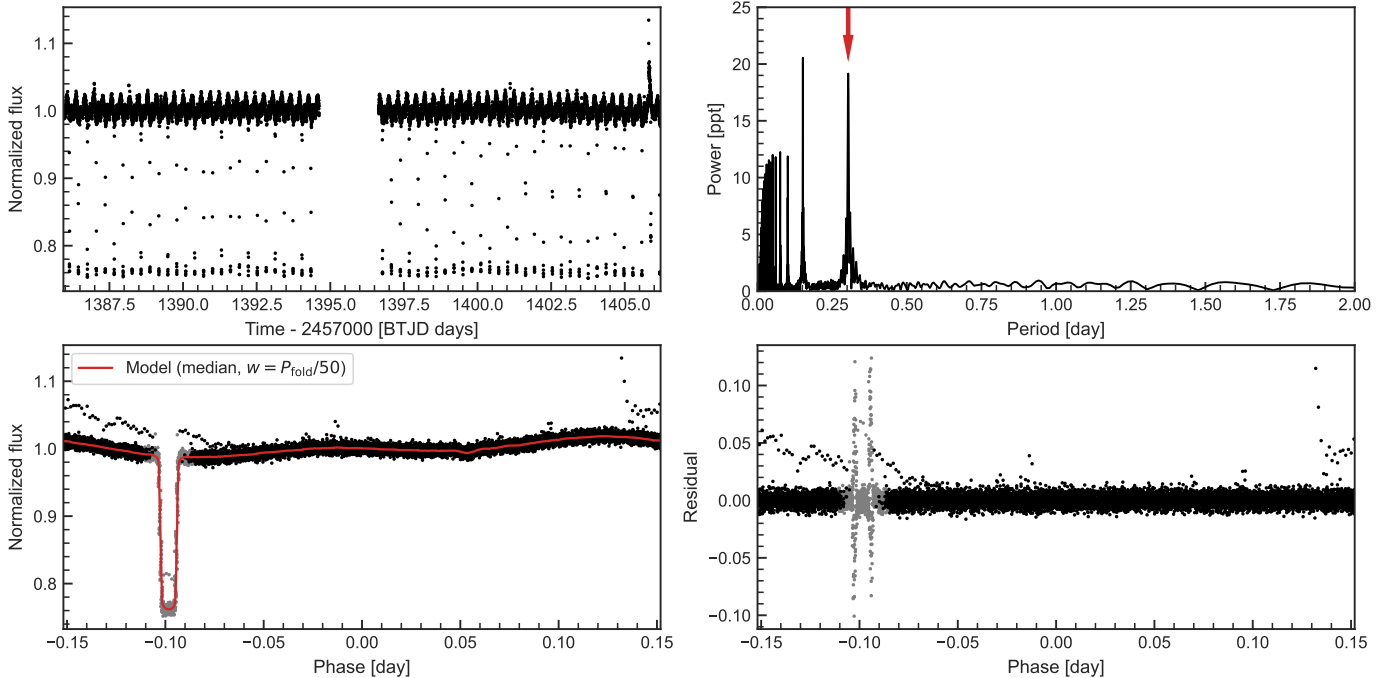 1.1
1.0
0.9
0.8
Normalized flux
1387.5 1390.0 1392.5 1395.0 1397.5 1400.0 1402.5 1405.0
Time - 2457000 [BTJD days]
25
20
15
10
5
0
Power [ppt]
0.00 0.25 0.50 0.75 1.00 1.25 1.50 1.75 2.00
Period [day]
Model (median, w = P_fold/50)
1.1
1.0
0.9
0.8
Normalized flux
−0.15 −0.10 −0.05 0.00 0.05 0.10 0.15
Phase [day]
0.10
0.05
0.00
−0.05
−0.10
Residual
−0.15 −0.10 −0.05 0.00 0.05 0.10 0.15
Phase [day]